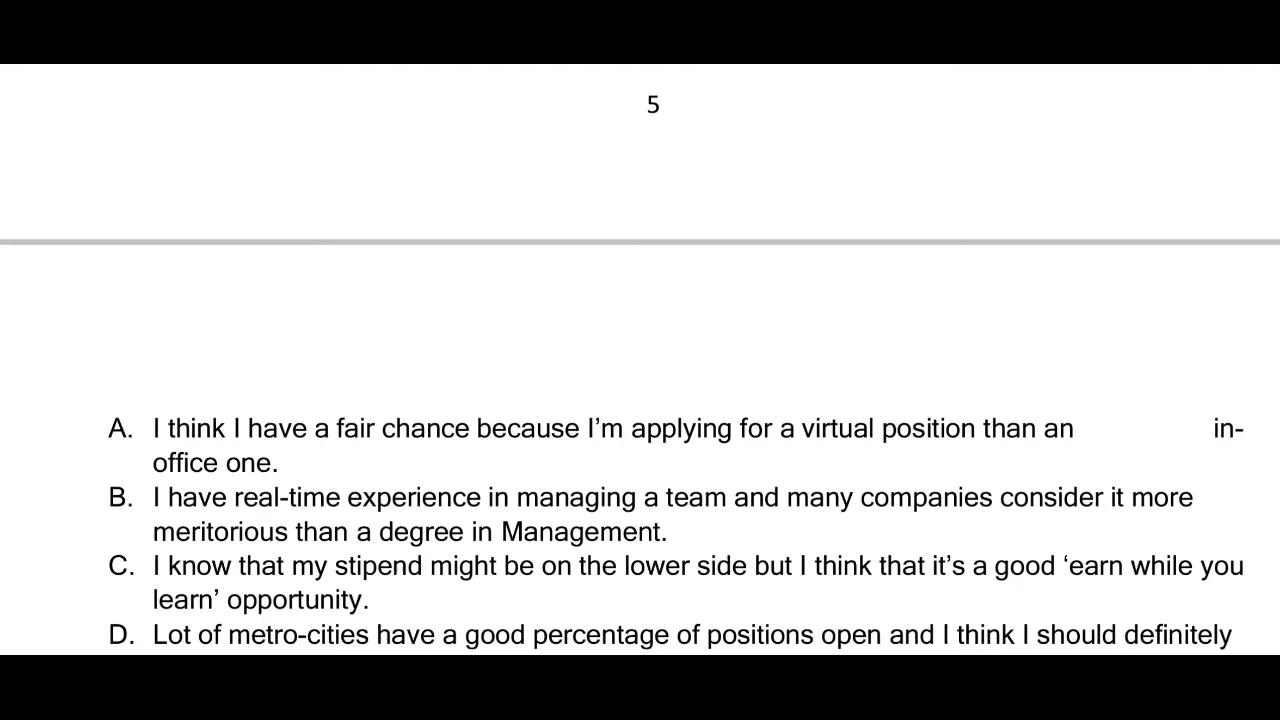 5
A. I think I have a fair chance because I’m applying for a virtual position than an in-
office one.
B. I have real-time experience in managing a team and many companies consider it more
meritorious than a degree in Management.
C. I know that my stipend might be on the lower side but I think that it’s a good ‘earn while you
learn’ opportunity.
D. Lot of metro-cities have a good percentage of positions open and I think I should definitely